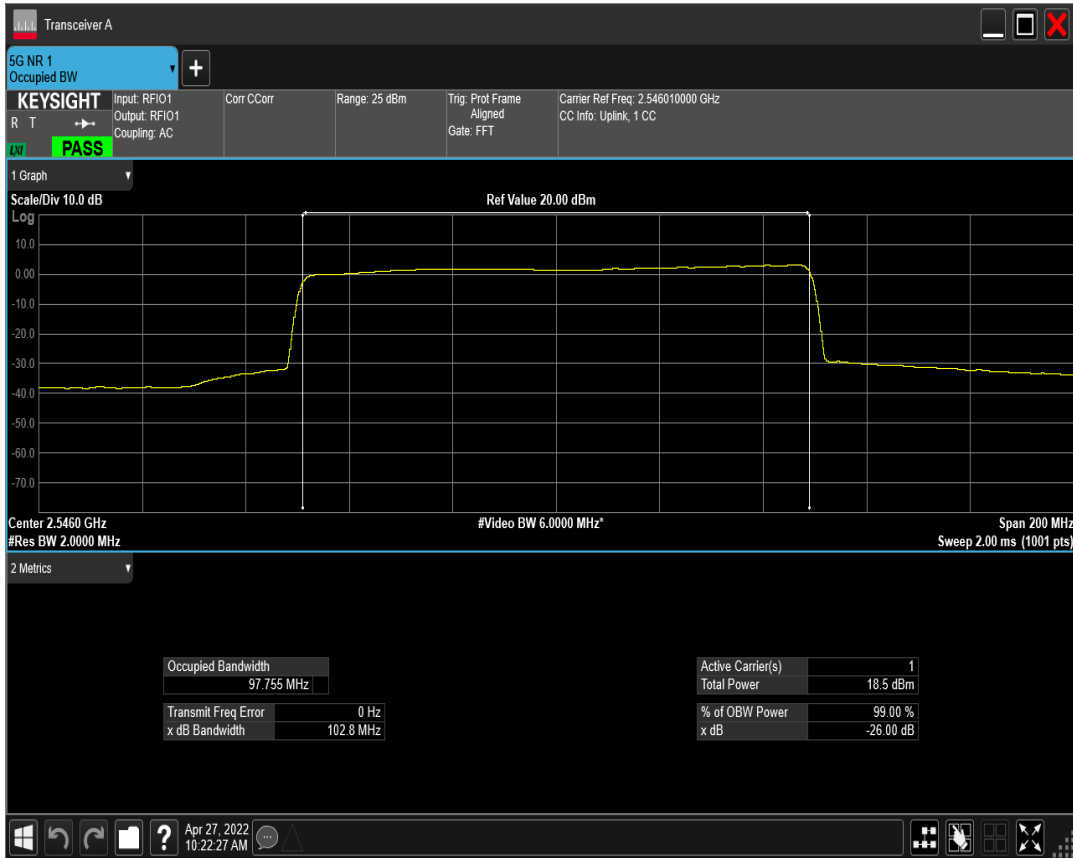 Transceiver A
5G NR 1
Occupied BW
KEYSIGHT
R T
LXI
PASS
Input: RFIO1
Output: RFIO1
Coupling: AC
Corr CCorr
Range: 25 dBm
Trig: Prot Frame
Aligned
Gate: FFT
Carrier Ref Freq: 2.546010000 GHz
CC Info: Uplink, 1 CC
1 Graph
Scale/Div 10.0 dB
Ref Value 20.00 dBm
Log
10.0
0.00
-10.0
-20.0
-30.0
-40.0
-50.0
-60.0
-70.0
Center 2.5460 GHz
#Video BW 6.0000 MHz*
Span 200 MHz
#Res BW 2.0000 MHz
Sweep 2.00 ms (1001 pts)
2 Metrics
Occupied Bandwidth
97.755 MHz
Transmit Freq Error 0 Hz
x dB Bandwidth 102.8 MHz
Active Carrier(s) 1
Total Power 18.5 dBm
% of OBW Power 99.00 %
x dB -26.00 dB
?
Apr 27, 2022
10:22:27 AM